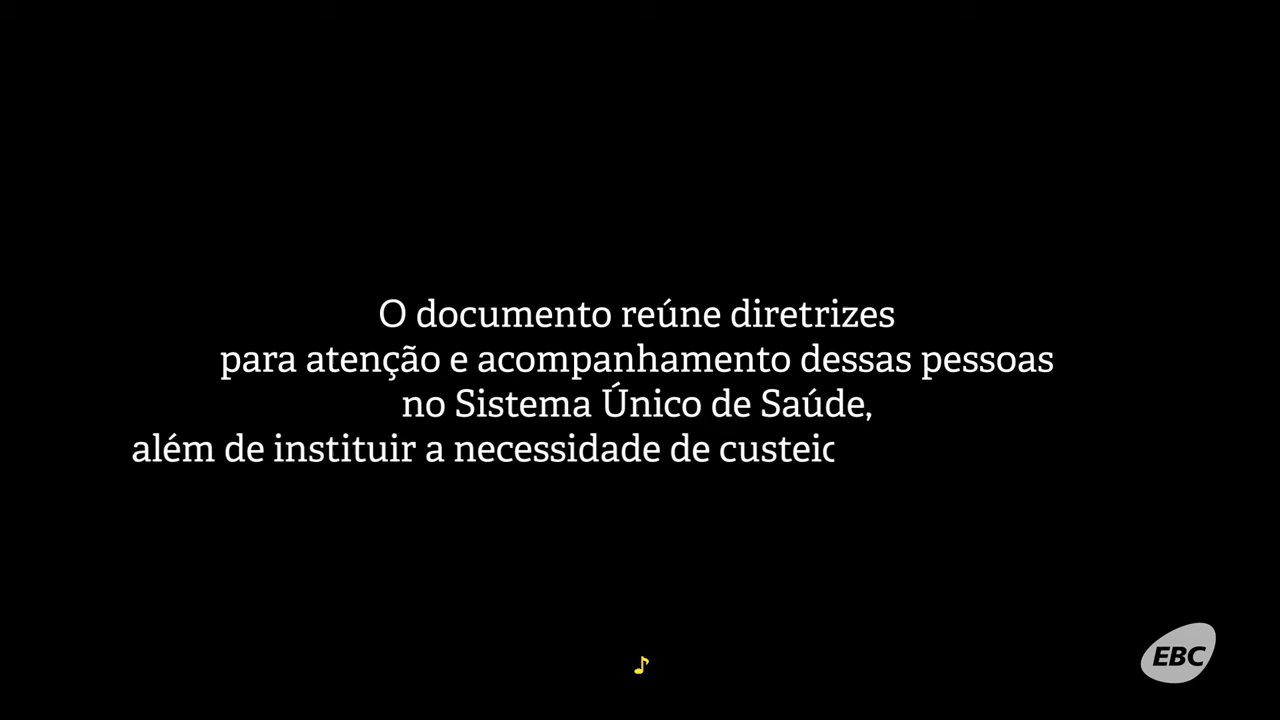 O documento reúne diretrizes
para atenção e acompanhamento dessas pessoas
no Sistema Único de Saúde,
além de instituir a necessidade de custeio
♪
EBC